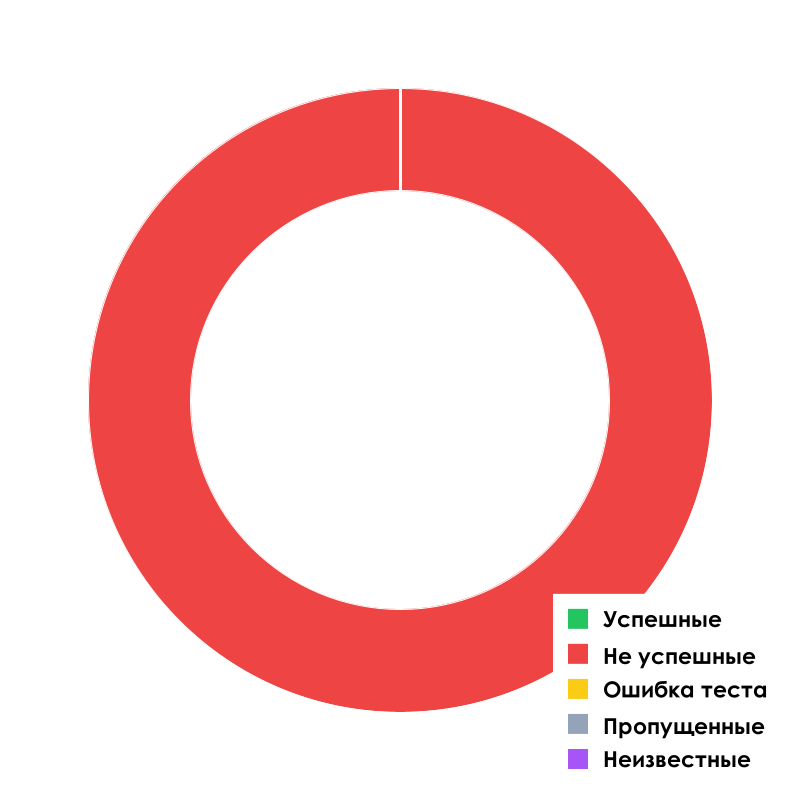 Успешные
Не успешные
Ошибка теста
Пропущенные
Неизвестные